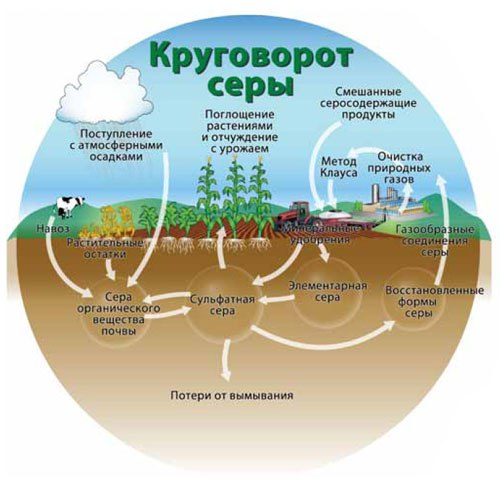 Круговорот
серы
Смешанные
серосодержащие
продукты
Поглощение
растениями
и отчуждение
с урожаем
Поступление
с атмосферными
осадками
Метод
Клауса
Очистка
природных
газов
Навоз
Растительные
остатки
Минеральные
удобрения
Газообразные
соединения
серы
Сера
органического
вещества
почвы
Сульфатная
сера
Элементарная
сера
Восстановленные
формы
серы
Потери от вымывания